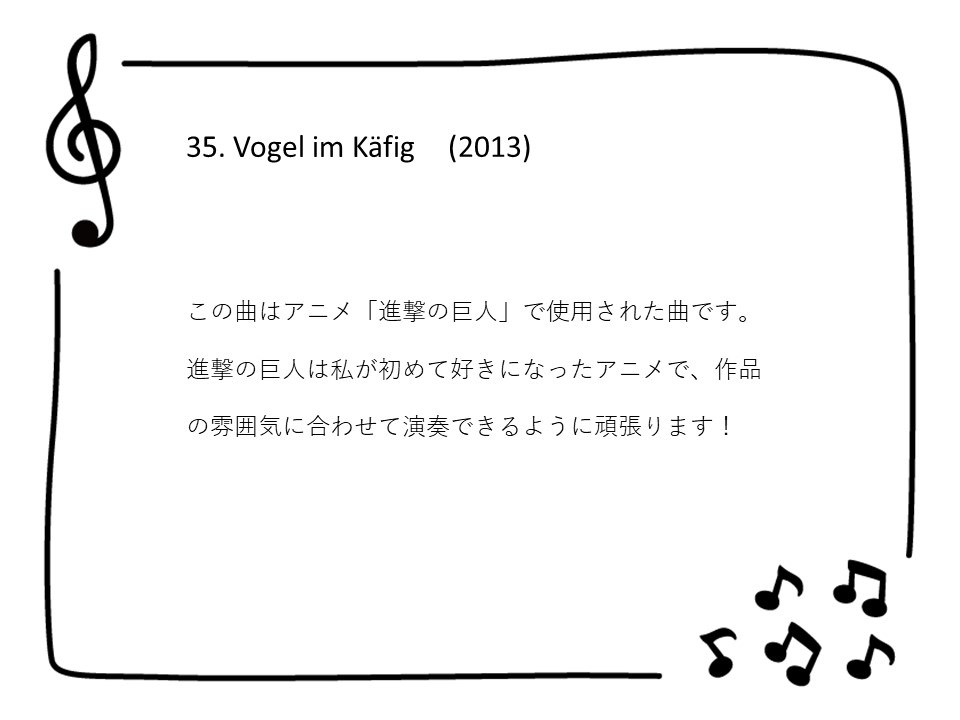 35. Vogel im Käfig　(2013)
この曲はアニメ「進撃の巨人」で使用された曲です。
進撃の巨人は私が初めて好きになったアニメで、作品
の雰囲気に合わせて演奏できるように頑張ります！